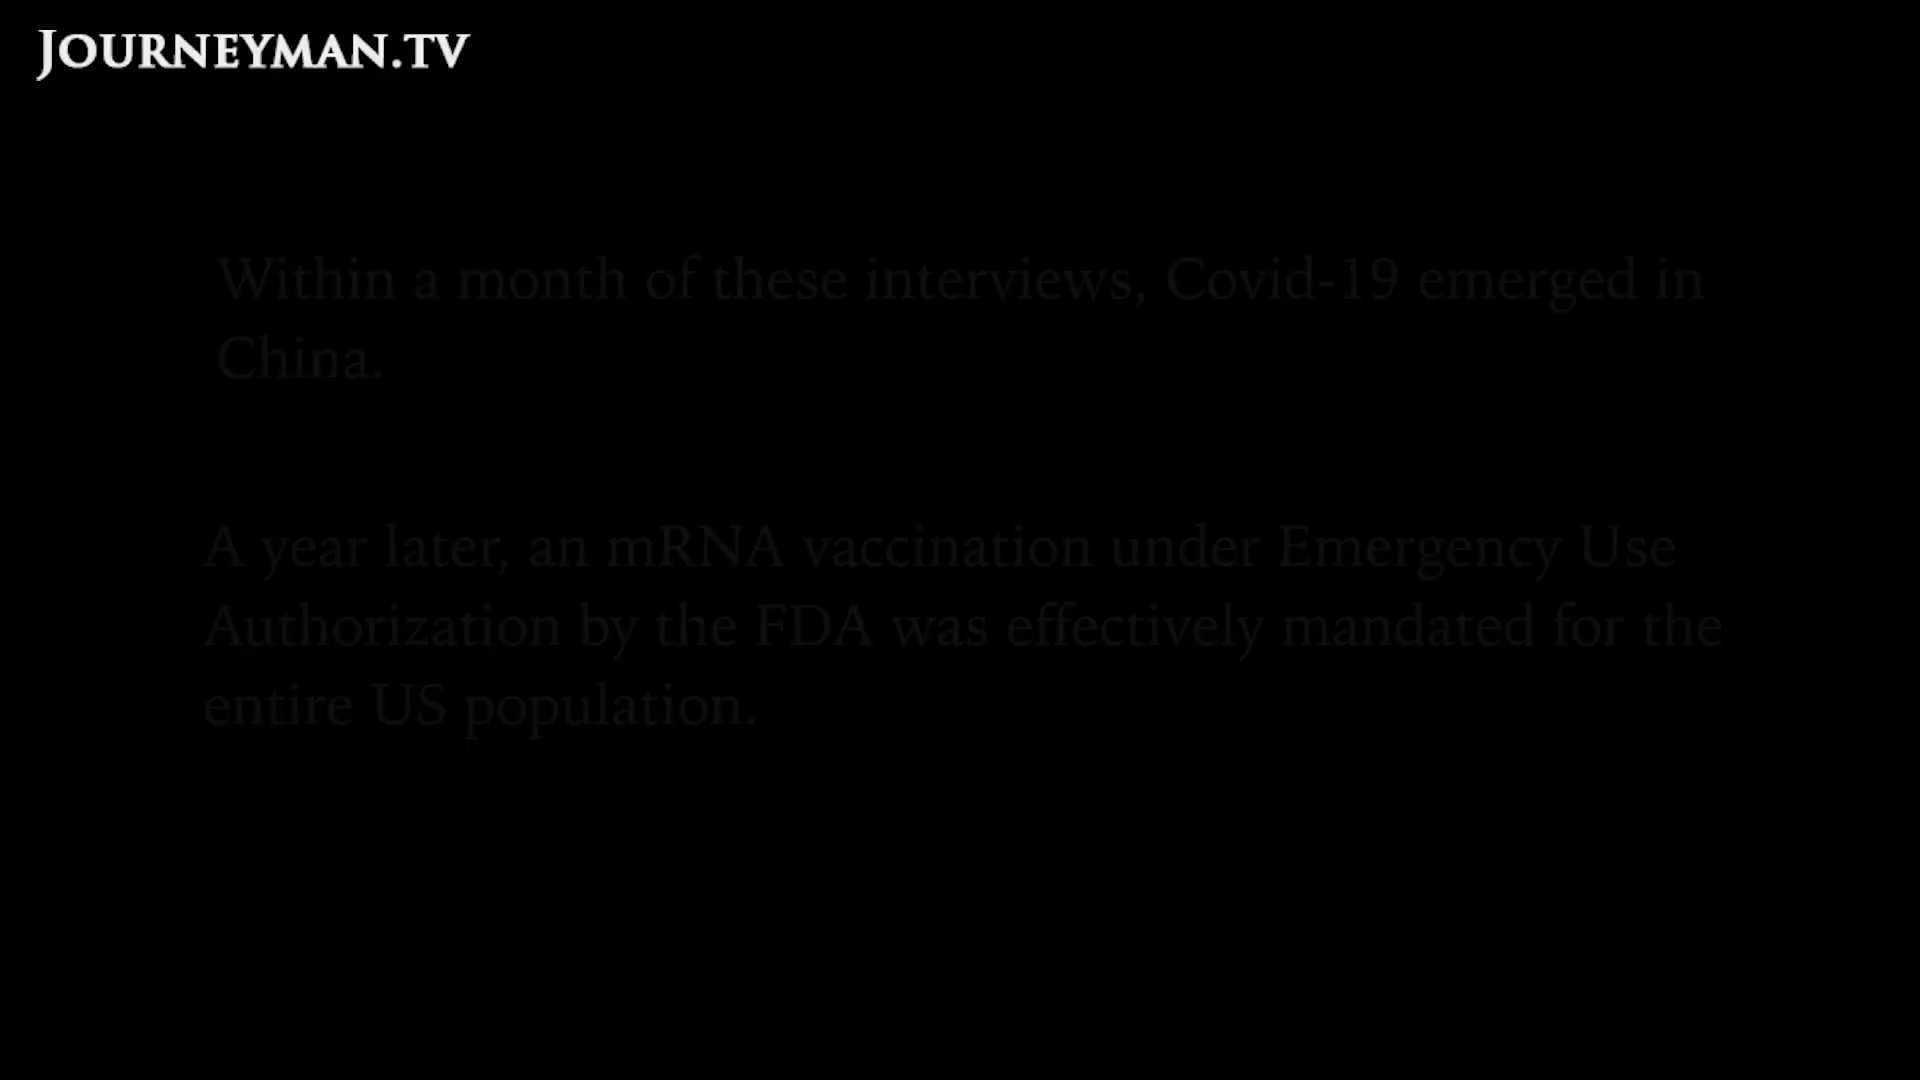 JOURNEYMAN.TV
Within a month of these interviews, Covid-19 emerged in
China.
A year later, an mRNA vaccination under Emergency Use
Authorization by the FDA was effectively mandated for the
entire US population.